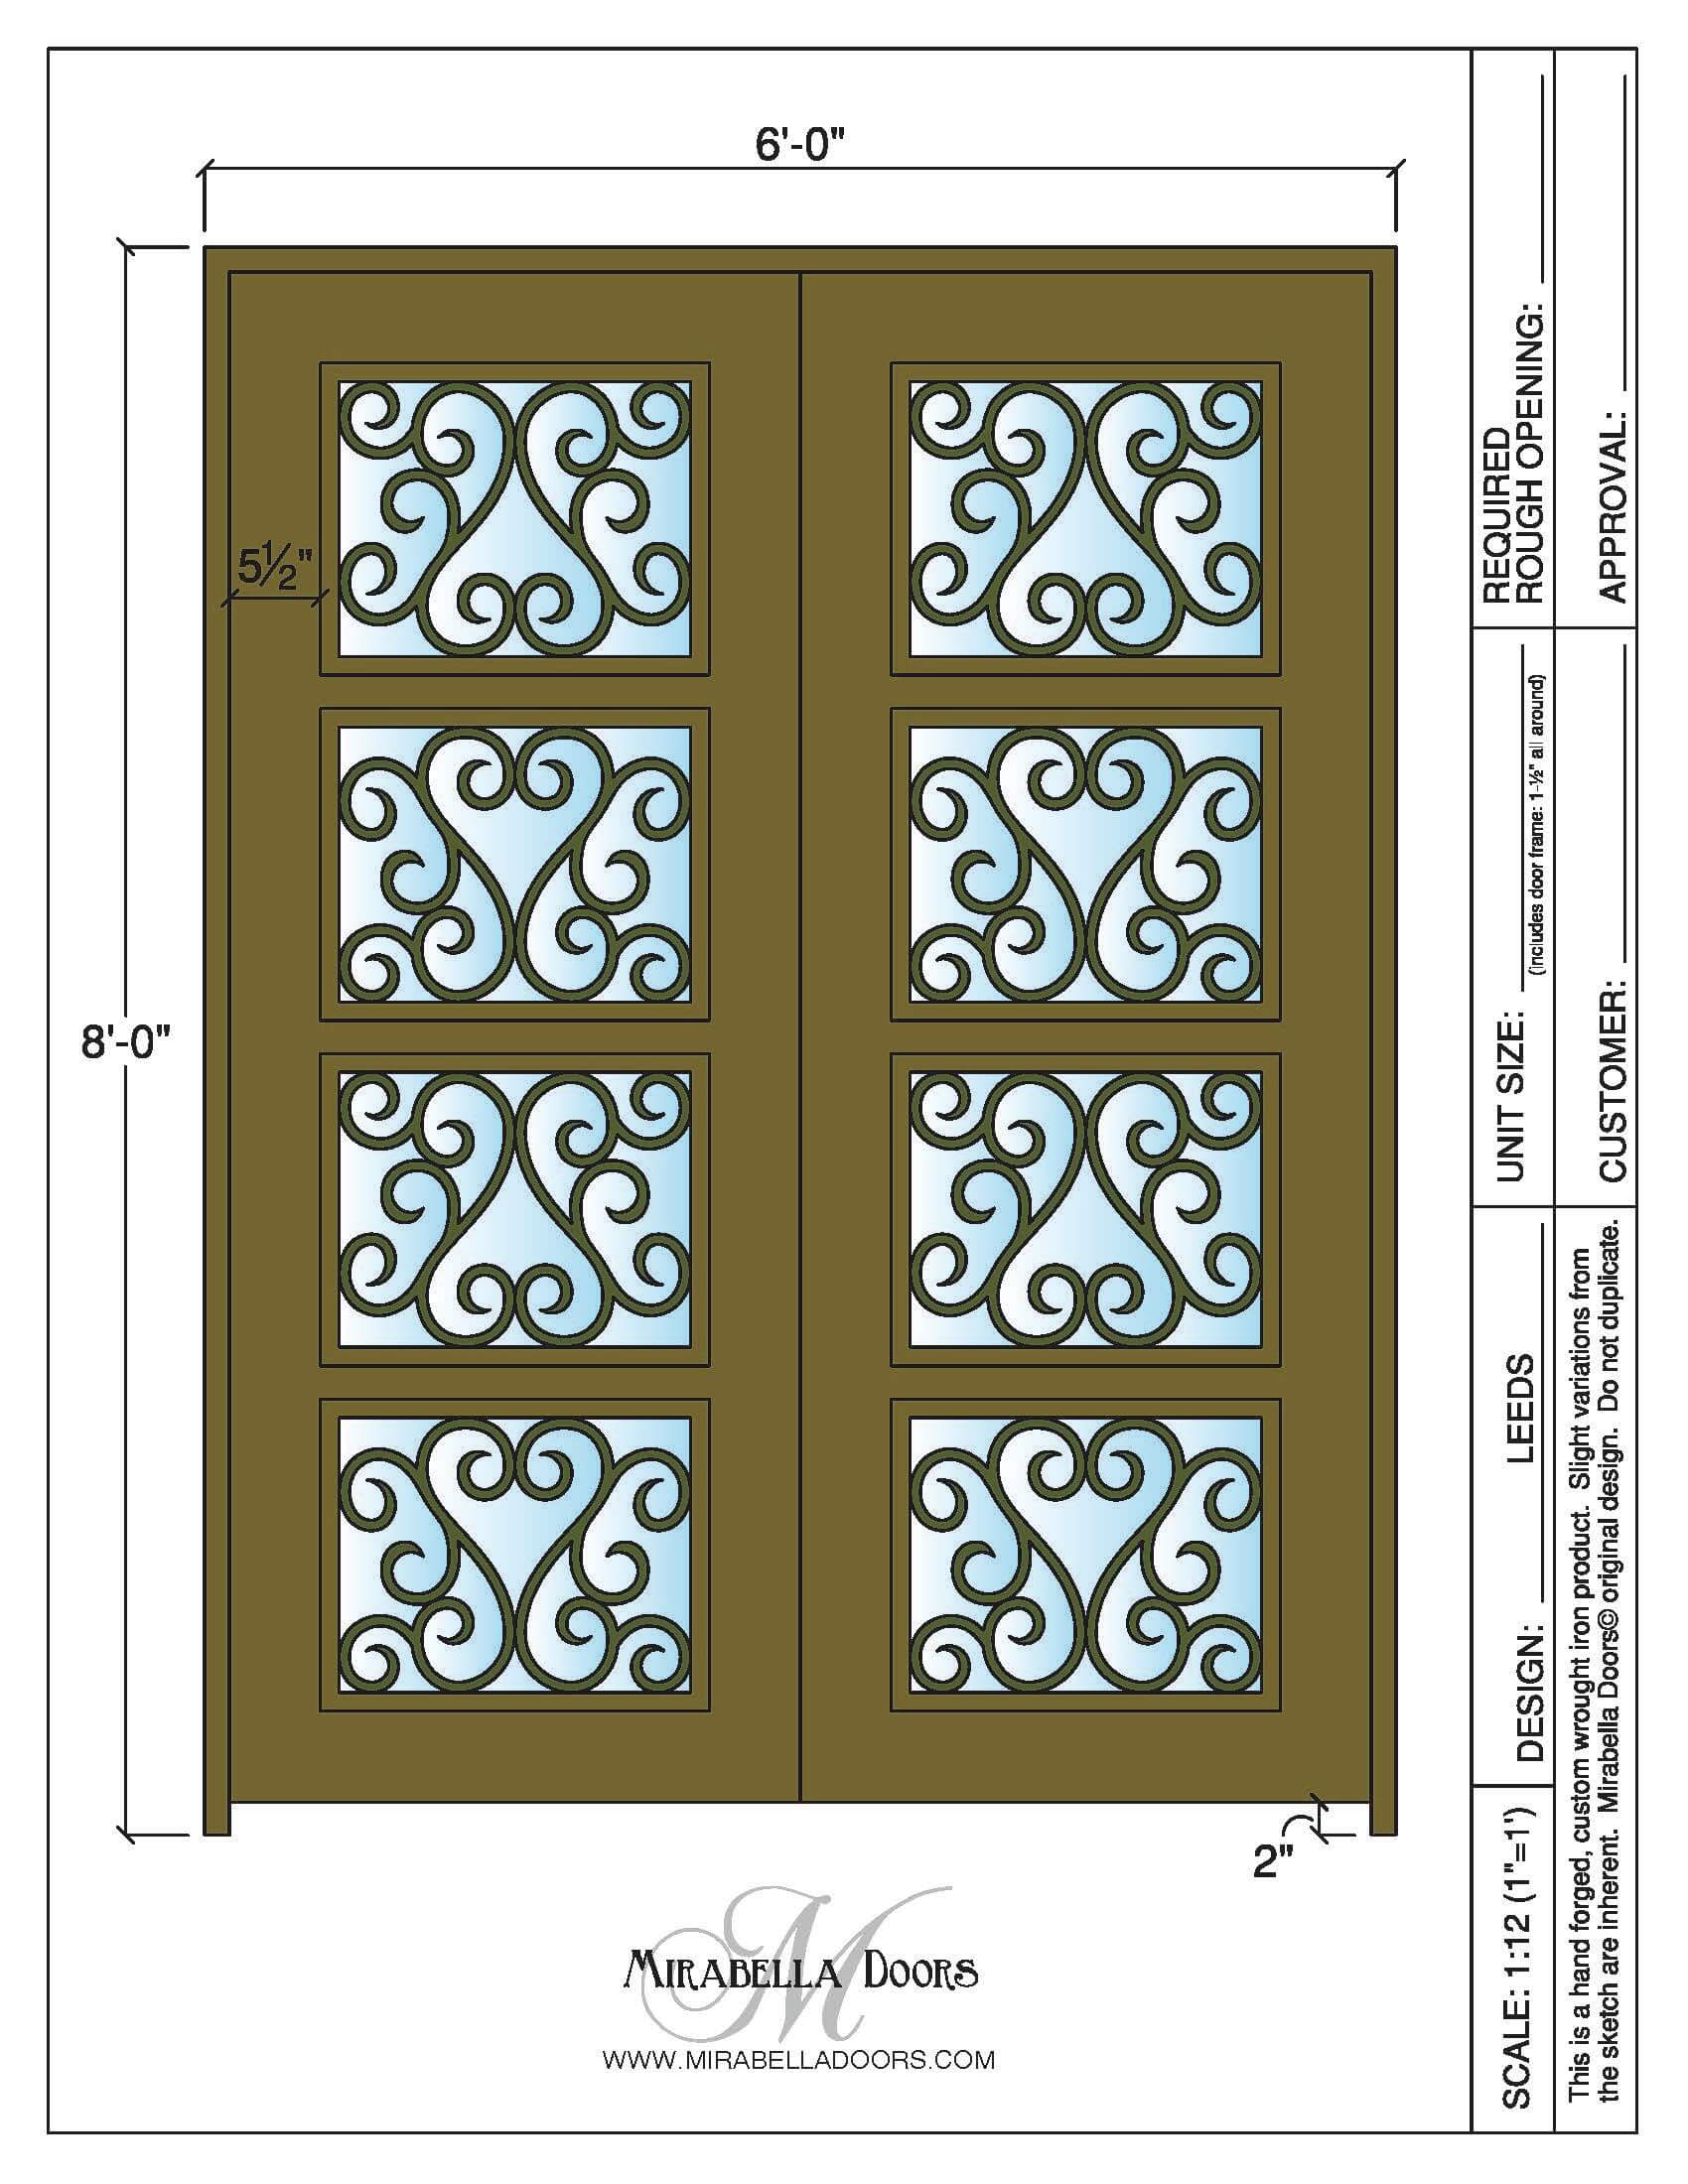 6'-0"
5½"
8'-0"
2"
MIRABELLA DOORS
M
WWW.MIRABELLADOORS.COM
SCALE: 1:12 (1"=1')
DESIGN: LEEDS
UNIT SIZE:
(includes door frame: 1-½" all around)
REQUIRED
ROUGH OPENING:
This is a hand forged, custom wrought iron product. Slight variations from
the sketch are inherent. Mirabella Doors© original design. Do not duplicate.
CUSTOMER:
APPROVAL: